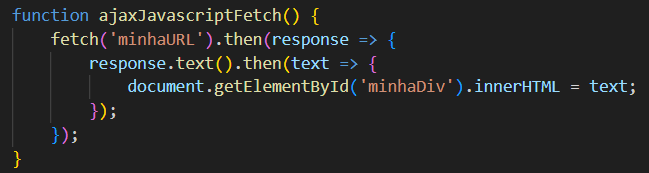 function ajaxJavascriptFetch() {
    fetch('minhaURL').then(response => {
        response.text().then(text => {
            document.getElementById('minhaDiv').innerHTML = text;
        });
    });
}